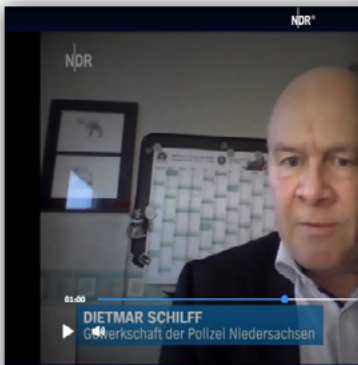 NDR
NDR
01:00
DIETMAR SCHILFF
Gewerkschaft der Polizei Niedersachsen